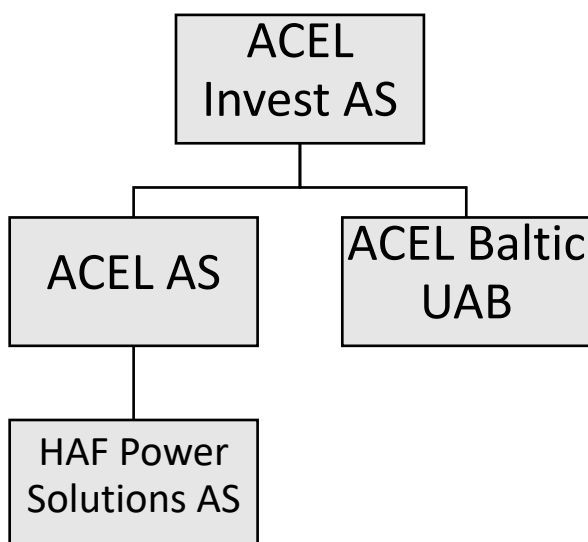 ACEL
Invest AS
ACEL AS
ACEL Baltic
UAB
HAF Power
Solutions AS